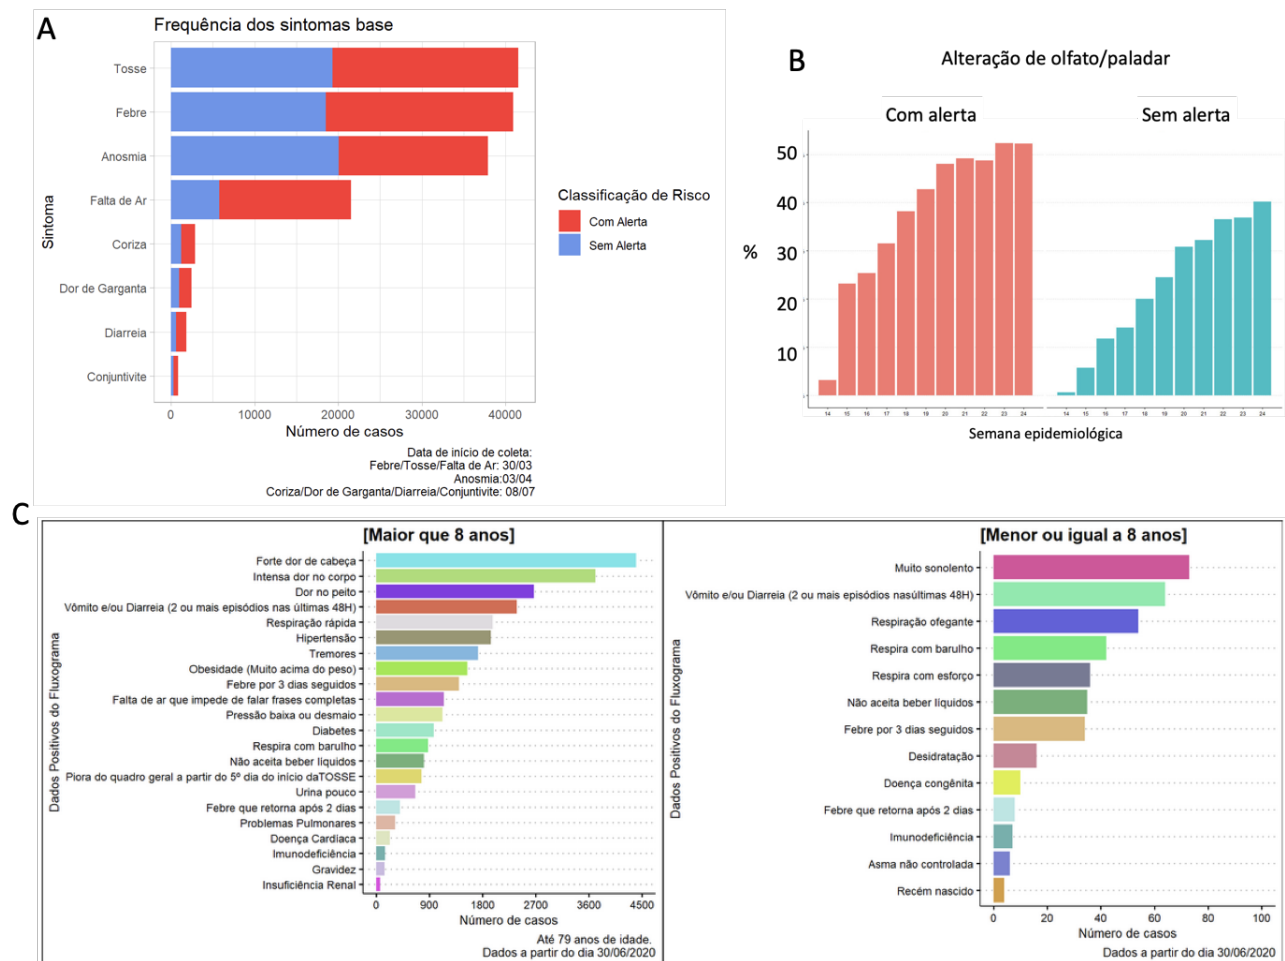 A
Frequência dos sintomas base
Sintoma
Tosse
Febre
Anosmia
Falta de Ar
Coriza
Dor de Garganta
Diarreia
Conjuntivite
0 10000 20000 30000 40000
Número de casos
Classificação de Risco
Com Alerta
Sem Alerta
Data de início de coleta:
Febre/Tosse/Falta de Ar: 30/03
Anosmia:03/04
Coriza/Dor de Garganta/Diarreia/Conjuntivite: 08/07
B
Alteração de olfato/paladar
Com alerta
Sem alerta
%
50
40
30
20
10
14 15 16 17 18 19 20 21 22 23 24
14 15 16 17 18 19 20 21 22 23 24
Semana epidemiológica
C
[Maior que 8 anos]
Dados Positivos do Fluxograma
Forte dor de cabeça
Intensa dor no corpo
Dor no peito
Vômito e/ou Diarreia (2 ou mais episódios nas últimas 48H)
Respiração rápida
Hipertensão
Tremores
Obesidade (Muito acima do peso)
Febre por 3 dias seguidos
Falta de ar que impede de falar frases completas
Pressão baixa ou desmaio
Diabetes
Respira com barulho
Não aceita beber líquidos
Piora do quadro geral a partir do 5º dia do início daTOSSE
Urina pouco
Febre que retorna após 2 dias
Problemas Pulmonares
Doença Cardíaca
Imunodeficiência
Gravidez
Insuficiência Renal
0 900 1800 2700 3600 4500
Número de casos
Até 79 anos de idade.
Dados a partir do dia 30/06/2020
[Menor ou igual a 8 anos]
Dados Positivos do Fluxograma
Muito sonolento
Vômito e/ou Diarreia (2 ou mais episódios nasúltimas 48H)
Respiração ofegante
Respira com barulho
Respira com esforço
Não aceita beber líquidos
Febre por 3 dias seguidos
Desidratação
Doença congênita
Febre que retorna após 2 dias
Imunodeficiência
Asma não controlada
Recém nascido
0 20 40 60 80 100
Número de casos
Dados a partir do dia 30/06/2020